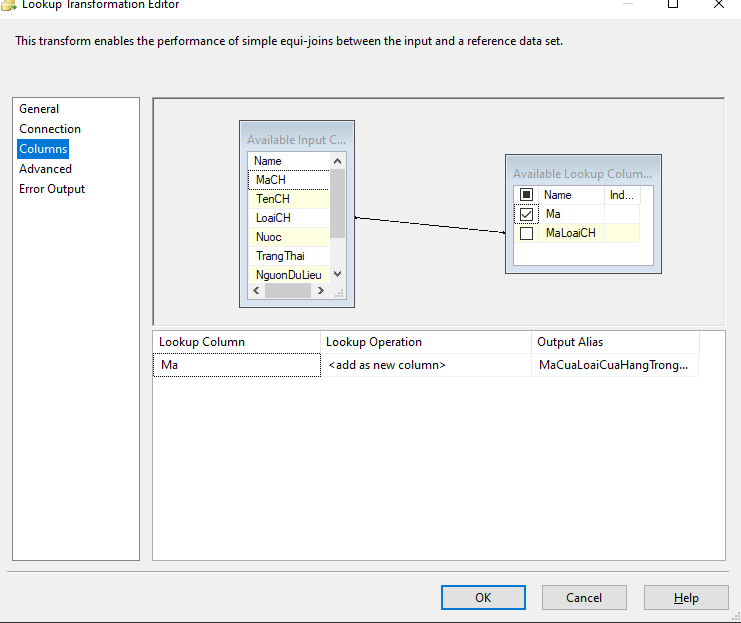 Lookup Transformation Editor
This transform enables the performance of simple equi-joins between the input and a reference data set.
General
Connection
Columns
Advanced
Error Output
Available Input C...
Name
MaCH
TenCH
LoaiCH
Nuoc
TrangThai
NguonDuLieu
Available Lookup Colum...
Name Ind...
Ma
MaLoaiCH
Lookup Column Lookup Operation Output Alias
Ma <add as new column> MaCuaLoaiCuaHangTrong...
OK Cancel Help